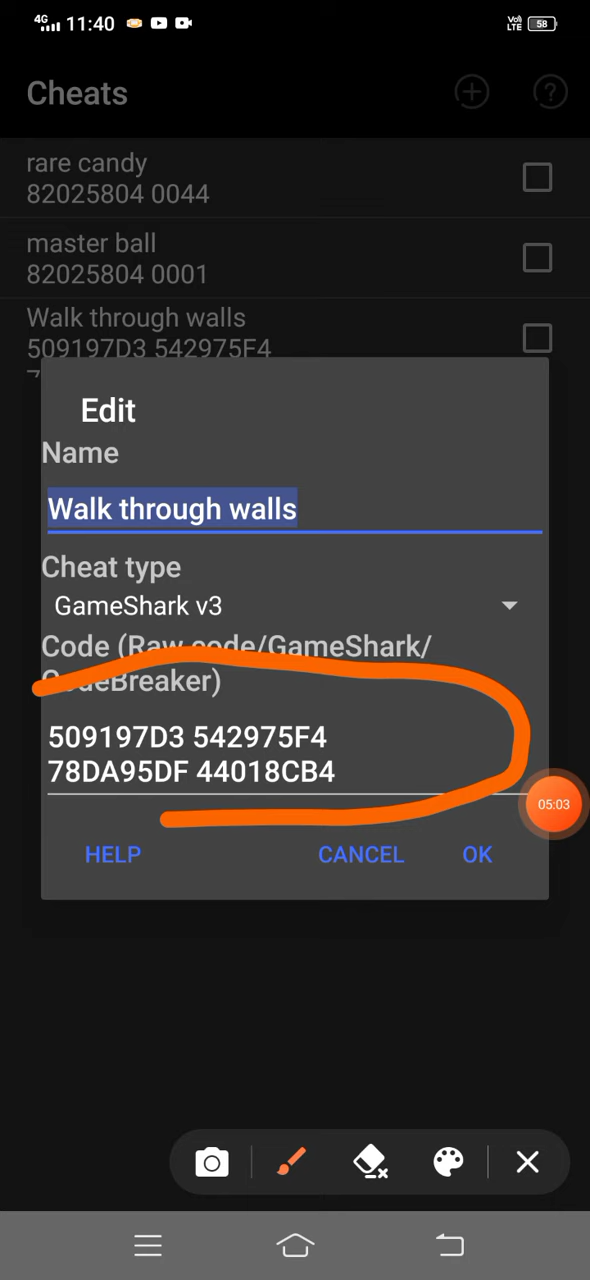 4G 11:40 Vo) LTE 58
Cheats
rare candy
82025804 0044
master ball
82025804 0001
Walk through walls
509197D3 542975F4
Edit
Name
Walk through walls
Cheat type
GameShark v3
Code (Raw code/GameShark/
CodeBreaker)
509197D3 542975F4
78DA95DF 44018CB4
05:03
HELP CANCEL OK